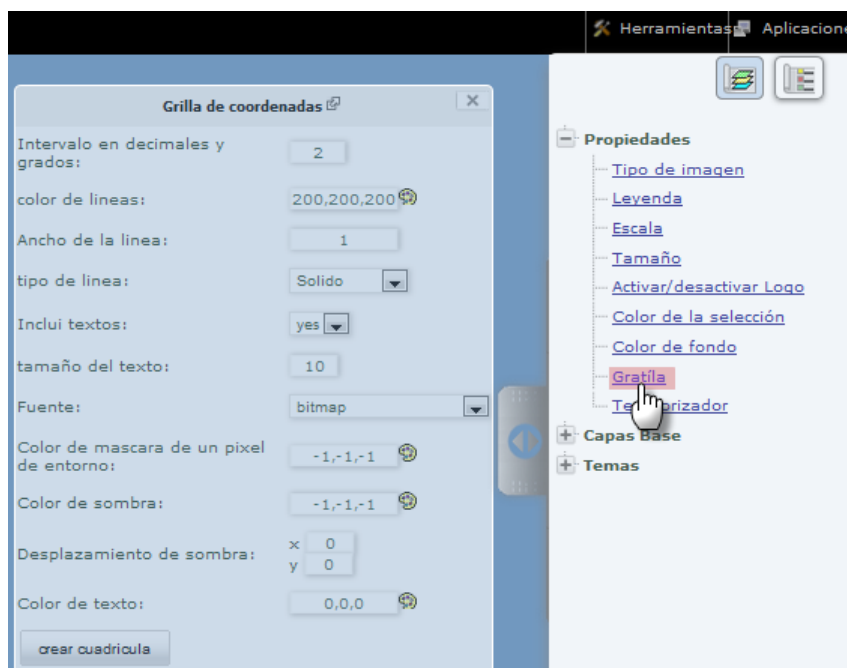 Herramientas Aplicacione
Grilla de coordenadas
Intervalo en decimales y
grados: 2
color de lineas: 200,200,200
Ancho de la linea: 1
tipo de linea: Solido
Inclui textos: yes
tamaño del texto: 10
Fuente: bitmap
Color de mascara de un pixel
de entorno: -1,-1,-1
Color de sombra: -1,-1,-1
Desplazamiento de sombra: x 0
y 0
Color de texto: 0,0,0
crear cuadricula
Propiedades
Tipo de imagen
Leyenda
Escala
Tamaño
Activar/desactivar Logo
Color de la selección
Color de fondo
Gratíla
Capas Base
Temas